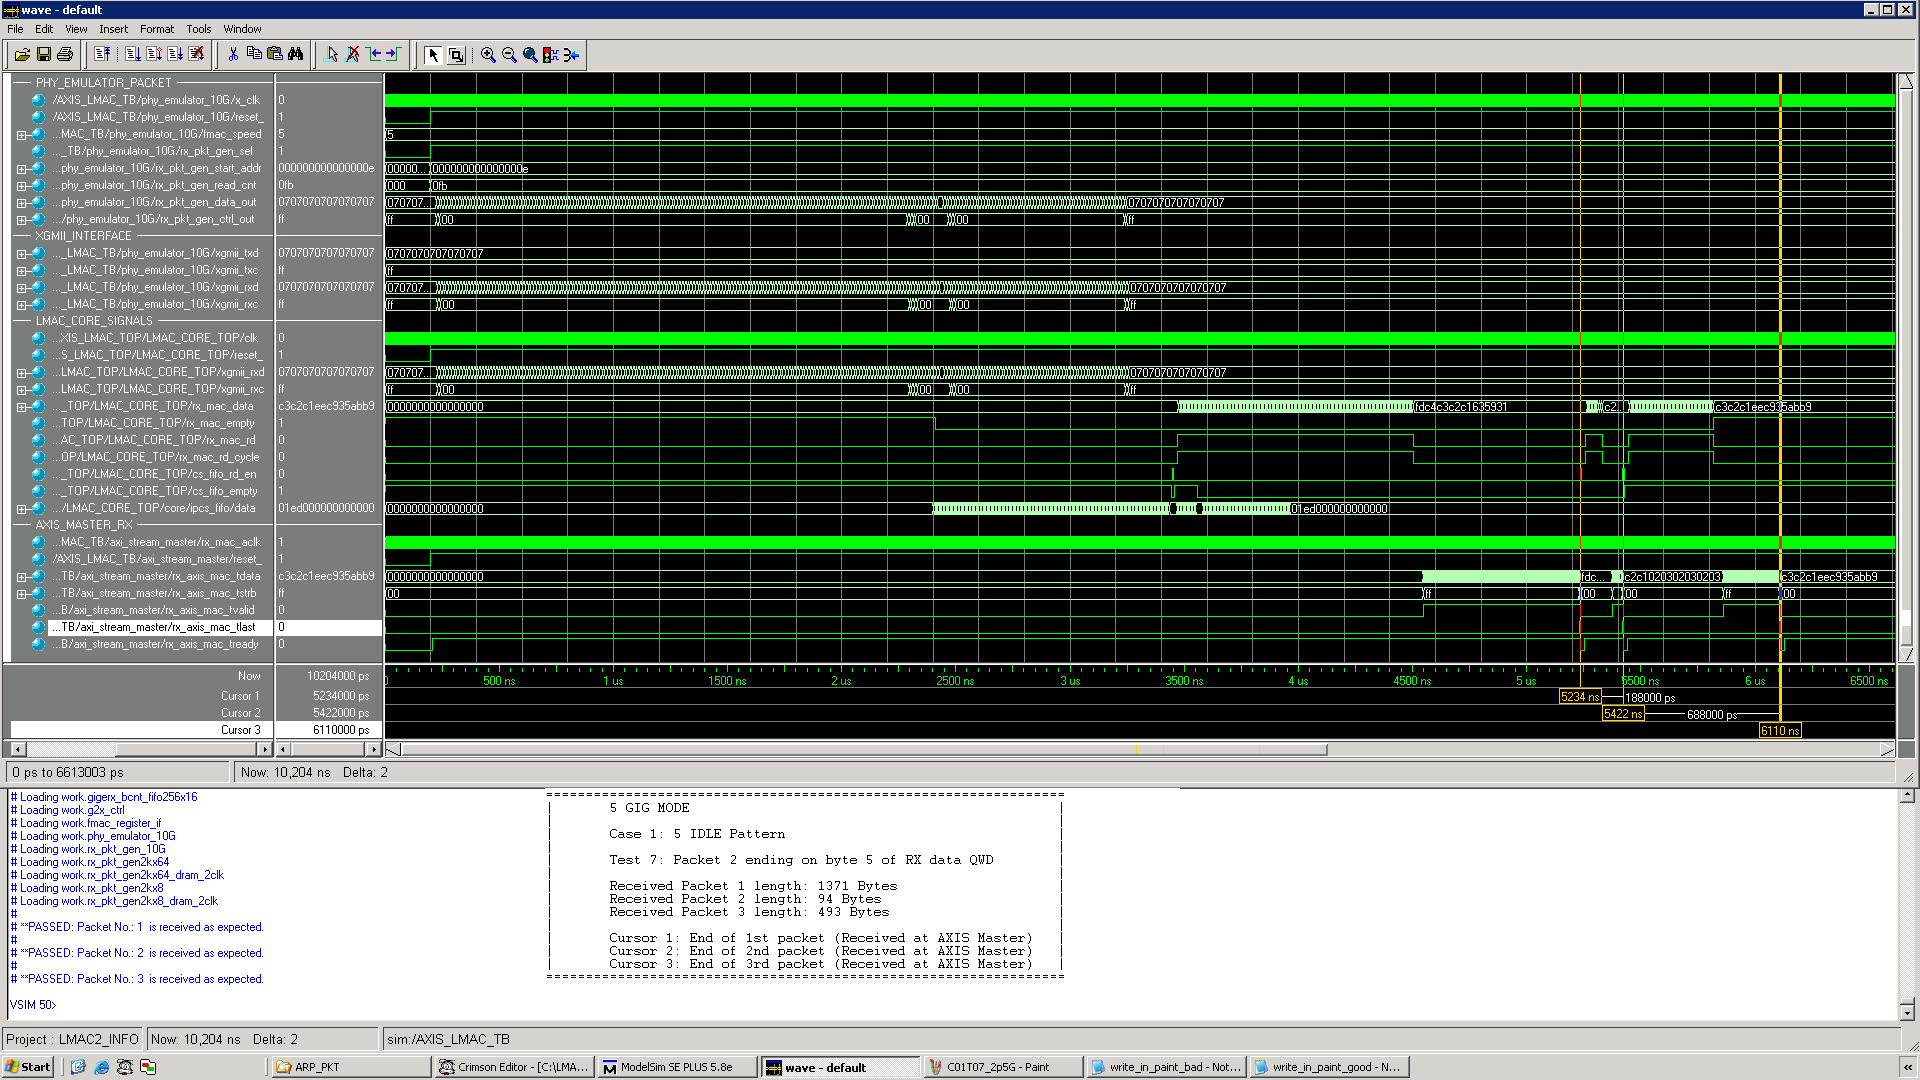 wave - default
File Edit View Insert Format Tools Window
PHY_EMULATOR_PACKET
/AXIS_LMAC_TB/phy_emulator_10G/x_clk 0
/AXIS_LMAC_TB/phy_emulator_10G/reset_ 1
...MAC_TB/phy_emulator_10G/fmac_speed 5 5
..._TB/phy_emulator_10G/rx_pkt_gen_sel 1
...phy_emulator_10G/rx_pkt_gen_start_addr 000000000000000e 00000... 000000000000000e
...phy_emulator_10G/rx_pkt_gen_read_cnt 0fb 000 0fb
...phy_emulator_10G/rx_pkt_gen_data_out 0707070707070707 070707... 0707070707070707
.../phy_emulator_10G/rx_pkt_gen_ctrl_out ff ff 00 00 00 ff
XGMII_INTERFACE
..._LMAC_TB/phy_emulator_10G/xgmii_txd 0707070707070707 0707070707070707
..._LMAC_TB/phy_emulator_10G/xgmii_txc ff ff
..._LMAC_TB/phy_emulator_10G/xgmii_rxd 0707070707070707 070707... 0707070707070707
..._LMAC_TB/phy_emulator_10G/xgmii_rxc ff ff 00 00 00 ff
LMAC_CORE_SIGNALS
...XIS_LMAC_TOP/LMAC_CORE_TOP/clk 0
...S_LMAC_TOP/LMAC_CORE_TOP/reset_ 1
...LMAC_TOP/LMAC_CORE_TOP/xgmii_rxd 0707070707070707 070707... 0707070707070707
...LMAC_TOP/LMAC_CORE_TOP/xgmii_rxc ff ff 00 00 00 ff
..._TOP/LMAC_CORE_TOP/rx_mac_data c3c2c1eec935abb9 0000000000000000 fdc4c3c2c1635931 c2... c3c2c1eec935abb9
...TOP/LMAC_CORE_TOP/rx_mac_empty 1
...AC_TOP/LMAC_CORE_TOP/rx_mac_rd 0
...OP/LMAC_CORE_TOP/rx_mac_rd_cycle 0
..._TOP/LMAC_CORE_TOP/cs_fifo_rd_en 0
..._TOP/LMAC_CORE_TOP/cs_fifo_empty 1
.../LMAC_CORE_TOP/core/ipcs_fifo/data 01ed000000000000 0000000000000000 01ed000000000000
AXIS_MASTER_RX
...MAC_TB/axi_stream_master/rx_mac_aclk 1
/AXIS_LMAC_TB/axi_stream_master/reset_ 1
...TB/axi_stream_master/rx_axis_mac_tdata c3c2c1eec935abb9 0000000000000000 fdc... c2c1020302030203 c3c2c1eec935abb9
...TB/axi_stream_master/rx_axis_mac_tstrb ff 00 ff 00 00 ff 00
...B/axi_stream_master/rx_axis_mac_tvalid 0
...TB/axi_stream_master/rx_axis_mac_tlast 0
...B/axi_stream_master/rx_axis_mac_tready 0
Now 10204000 ps 500 ns 1 us 1500 ns 2 us 2500 ns 3 us 3500 ns 4 us 4500 ns 5 us 5500 ns 6 us 6500 ns
Cursor 1 5234000 ps 5234 ns 188000 ps
Cursor 2 5422000 ps 5422 ns 688000 ps
Cursor 3 6110000 ps 6110 ns
0 ps to 6613003 ps Now: 10,204 ns Delta: 2
# Loading work.gigerx_bcnt_fifo256x16
# Loading work.g2x_ctrl
# Loading work.fmac_register_if
# Loading work.phy_emulator_10G
# Loading work.rx_pkt_gen_10G
# Loading work.rx_pkt_gen2kx64
# Loading work.rx_pkt_gen2kx64_dram_2clk
# Loading work.rx_pkt_gen2kx8
# Loading work.rx_pkt_gen2kx8_dram_2clk
#
# **PASSED: Packet No.: 1 is received as expected.
#
# **PASSED: Packet No.: 2 is received as expected.
#
# **PASSED: Packet No.: 3 is received as expected.
VSIM 50>
5 GIG MODE
Case 1: 5 IDLE Pattern
Test 7: Packet 2 ending on byte 5 of RX data QWD
Received Packet 1 length: 1371 Bytes
Received Packet 2 length: 94 Bytes
Received Packet 3 length: 493 Bytes
Cursor 1: End of 1st packet (Received at AXIS Master)
Cursor 2: End of 2nd packet (Received at AXIS Master)
Cursor 3: End of 3rd packet (Received at AXIS Master)
Project : LMAC2_INFO Now: 10,204 ns Delta: 2 sim:/AXIS_LMAC_TB
Start ARP_PKT Crimson Editor - [C:\LMA... ModelSim SE PLUS 5.8e wave - default C01T07_2p5G - Paint write_in_paint_bad - Not... write_in_paint_good - N...